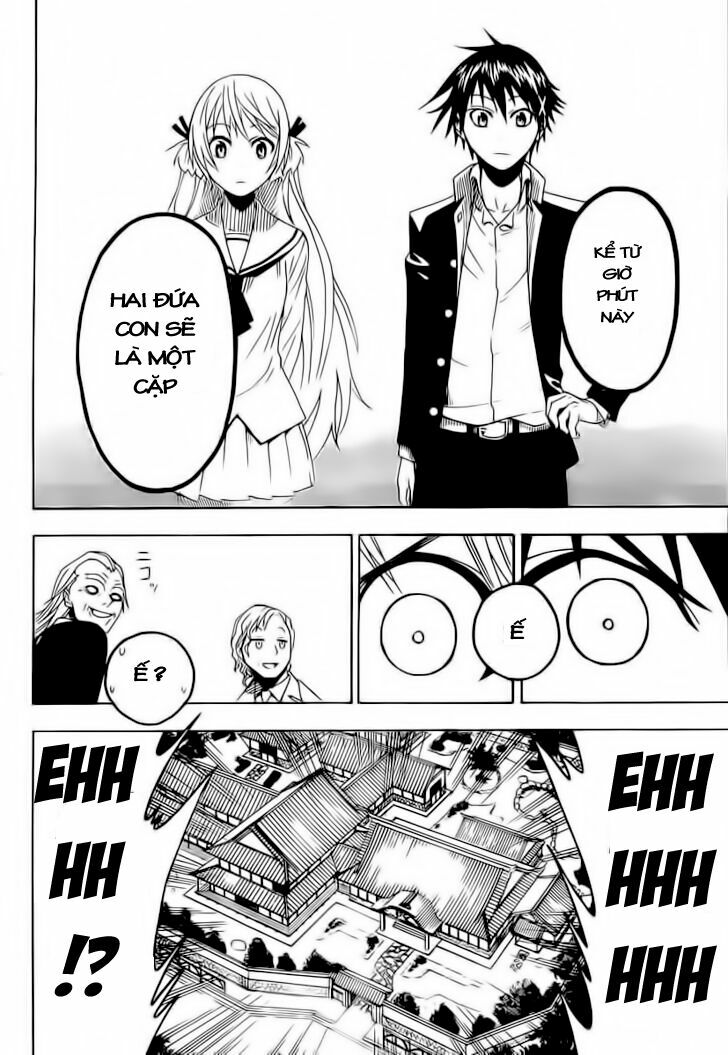 KỂ TỪ
GIỜ
PHÚT
NÀY
HAI ĐỨA
CON SẼ
LÀ MỘT
CẶP
ニコッ
Ế ?
Ế
EHH
HHH
HHH
EHH
HH
!?